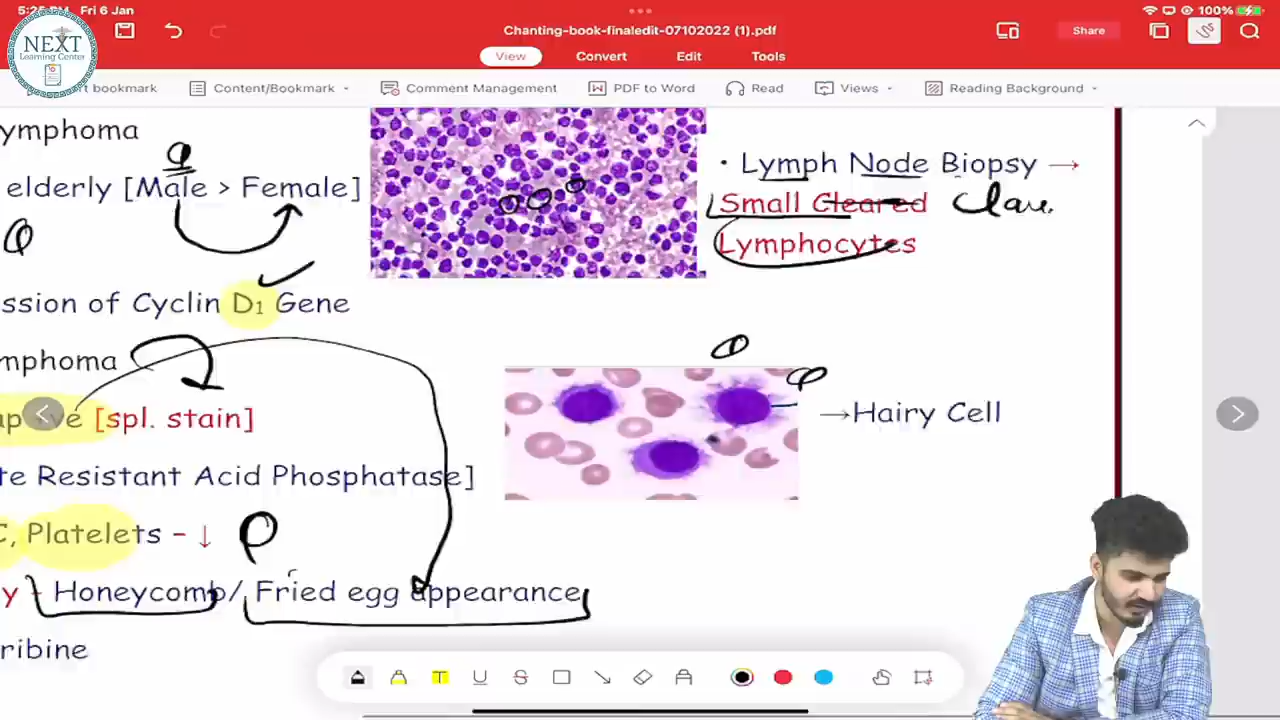 5:25 PM Fri 6 Jan
100%
NEXT
Learning Center
Chanting-book-finaledit-07102022 (1).pdf
Share
View Convert Edit Tools
bookmark Content/Bookmark Comment Management PDF to Word Read Views Reading Background
ymphoma
elderly [Male > Female]
ssion of Cyclin D₁ Gene
mphoma
ap ve [spl. stain]
te Resistant Acid Phosphatase]
C, Platelets – ↓
y - Honeycomb/ Fried egg appearance
ribine
• Lymph Node Biopsy →
Small Cleared
Lymphocytes
→Hairy Cell
T
U
S
A